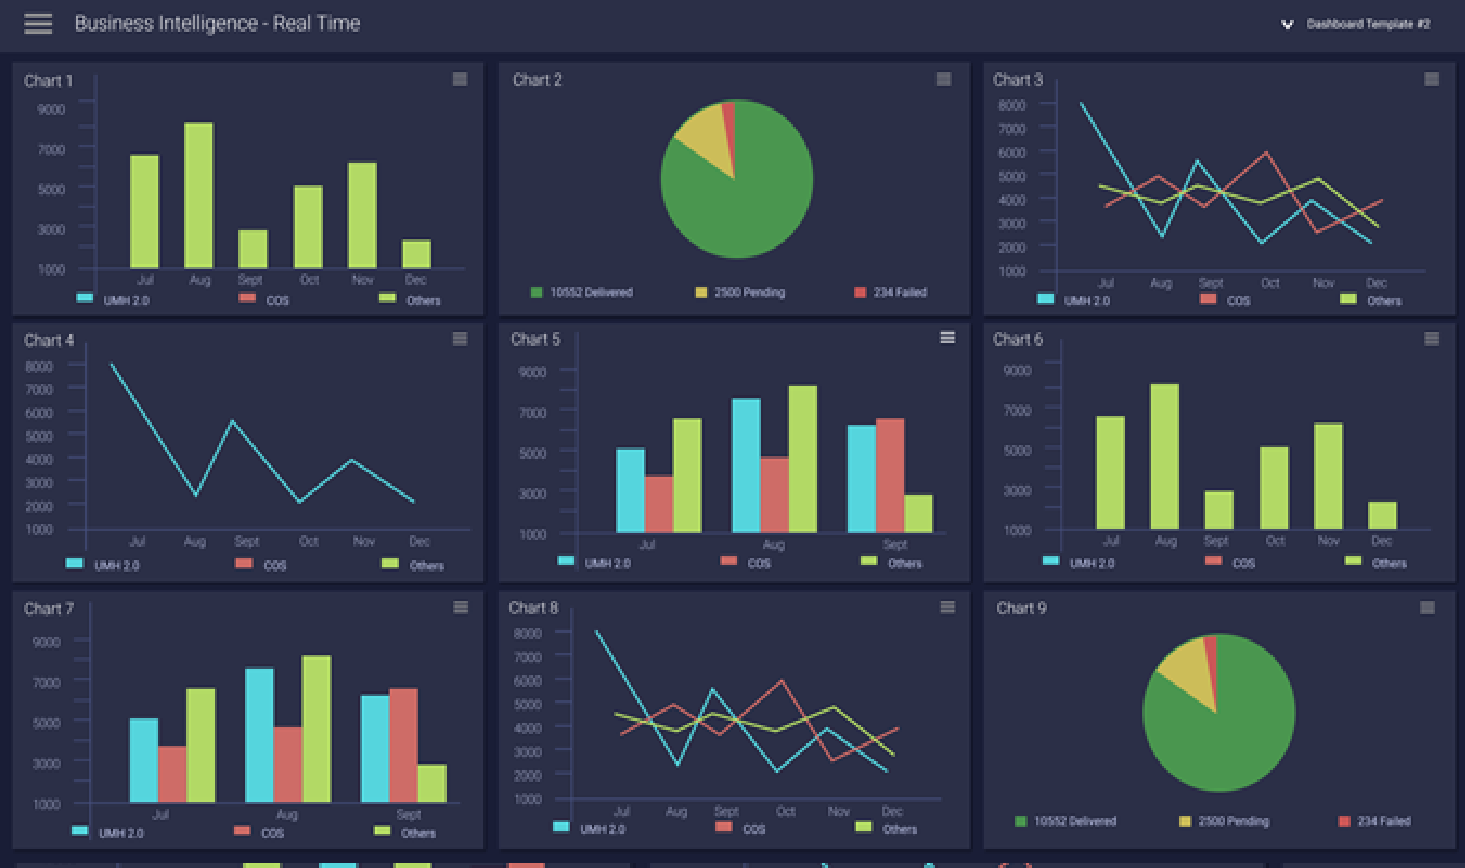 Business Intelligence - Real Time
Dashboard Template #2
Chart 1
9000
7000
5000
3000
1000
Jul Aug Sept Oct Nov Dec
UMH 2.0 COS Others
Chart 2
10552 Delivered 2500 Pending 234 Failed
Chart 3
8000
7000
6000
5000
4000
3000
2000
1000
Jul Aug Sept Oct Nov Dec
UMH 2.0 COS Others
Chart 4
8000
7000
6000
5000
4000
3000
2000
1000
Jul Aug Sept Oct Nov Dec
UMH 2.0 COS Others
Chart 5
9000
7000
5000
3000
1000
Jul Aug Sept
UMH 2.0 COS Others
Chart 6
9000
7000
5000
3000
1000
Jul Aug Sept Oct Nov Dec
UMH 2.0 COS Others
Chart 7
9000
7000
5000
3000
1000
Jul Aug Sept
UMH 2.0 COS Others
Chart 8
8000
7000
6000
5000
4000
3000
2000
1000
Jul Aug Sept Oct Nov Dec
UMH 2.0 COS Others
Chart 9
10552 Delivered 2500 Pending 234 Failed